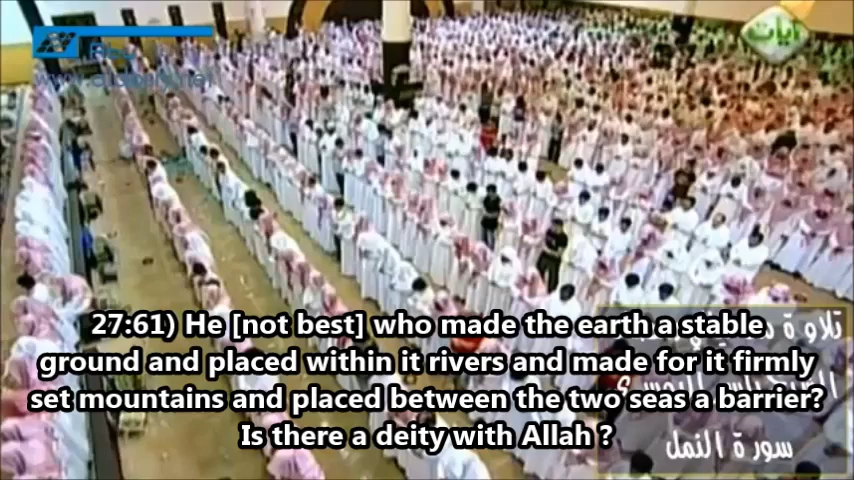 آيات
27:61) He [not best] who made the earth a stable
ground and placed within it rivers and made for it firmly
set mountains and placed between the two seas a barrier?
Is there a deity with Allah ?
سورة النمل